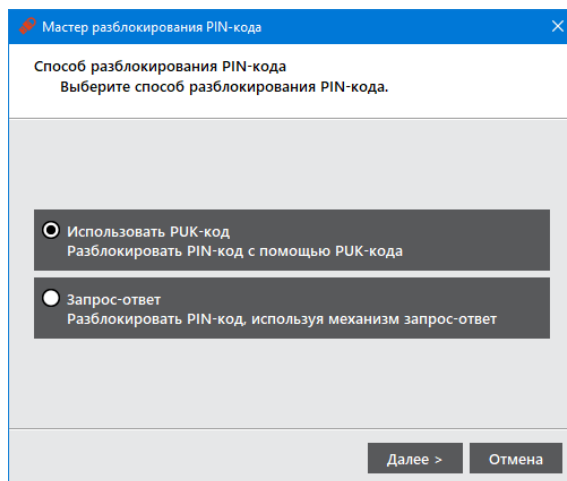 Мастер разблокирования PIN-кода
Способ разблокирования PIN-кода
Выберите способ разблокирования PIN-кода.
Использовать PUK-код
Разблокировать PIN-код с помощью PUK-кода
Запрос-ответ
Разблокировать PIN-код, используя механизм запрос-ответ
Далее >
Отмена